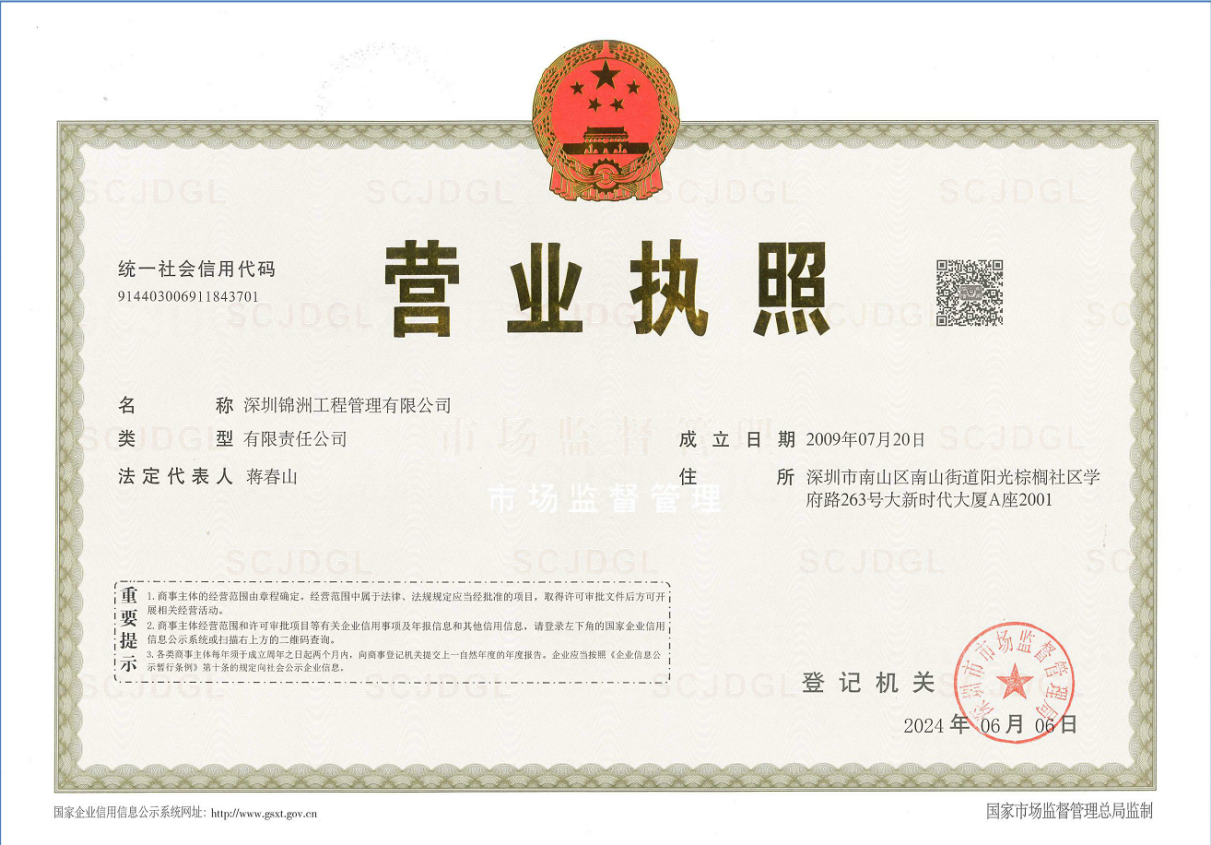 营业执照
统一社会信用代码
914403006911843701
名称 深圳锦洲工程管理有限公司
类型 有限责任公司
法定代表人 蒋春山
成立日期 2009年07月20日
住所 深圳市南山区南山街道阳光棕榈社区学
府路263号大新时代大厦A座2001
重要提示
1.商事主体的经营范围由章程确定。经营范围中属于法律、法规规定应当经批准的项目，取得许可审批文件后方可开
展相关经营活动。
2.商事主体经营范围和许可审批项目等有关企业信用事项及年报信息和其他信用信息，请登录左下角的国家企业信用
信息公示系统或扫描右上方的二维码查询。
3.各类商事主体每年须于成立周年之日起两个月内，向商事登记机关提交上一自然年度的年度报告。企业应当按照《企业信息公
示暂行条例》第十条的规定向社会公示企业信息。
登记机关
深圳市市场监督管理局
2024年06月06日
国家企业信用信息公示系统网址：http://www.gsxt.gov.cn
国家市场监督管理总局监制
SCJDGL
市场监督管理
市场监督管理